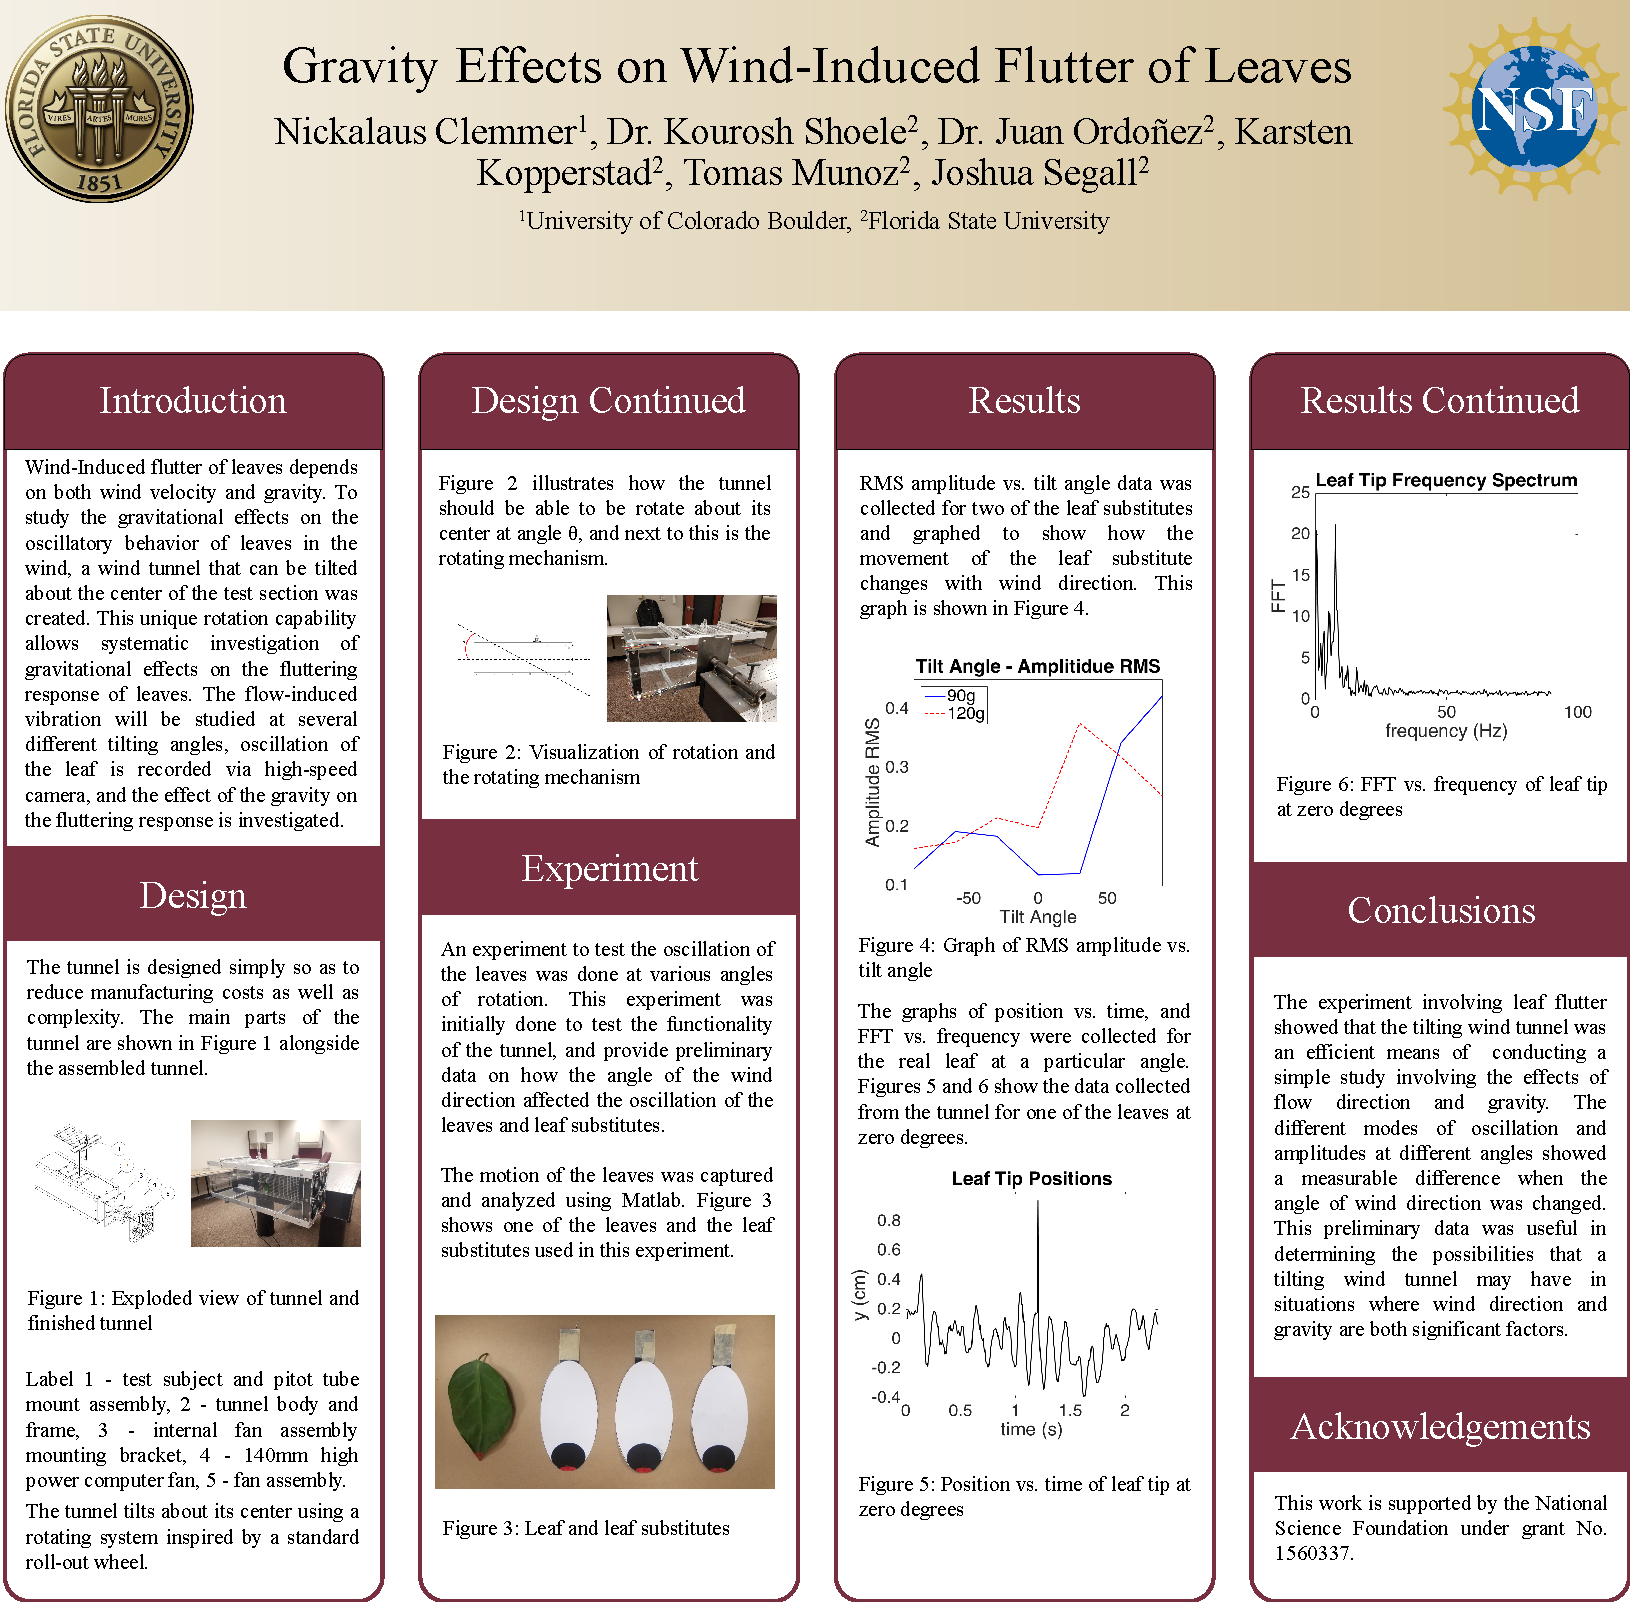 FLORIDA STATE UNIVERSITY
VIRES ARTES MORES
1851
Gravity Effects on Wind-Induced Flutter of Leaves
Nickalaus Clemmer1, Dr. Kourosh Shoele2, Dr. Juan Ordoñez2, Karsten
Kopperstad2, Tomas Munoz2, Joshua Segall2
1University of Colorado Boulder, 2Florida State University
NSF
Introduction
Wind-Induced flutter of leaves depends
on both wind velocity and gravity. To
study the gravitational effects on the
oscillatory behavior of leaves in the
wind, a wind tunnel that can be tilted
about the center of the test section was
created. This unique rotation capability
allows systematic investigation of
gravitational effects on the fluttering
response of leaves. The flow-induced
vibration will be studied at several
different tilting angles, oscillation of
the leaf is recorded via high-speed
camera, and the effect of the gravity on
the fluttering response is investigated.
Design
The tunnel is designed simply so as to
reduce manufacturing costs as well as
complexity. The main parts of the
tunnel are shown in Figure 1 alongside
the assembled tunnel.
Figure 1: Exploded view of tunnel and
finished tunnel
Label 1 - test subject and pitot tube
mount assembly, 2 - tunnel body and
frame, 3 - internal fan assembly
mounting bracket, 4 - 140mm high
power computer fan, 5 - fan assembly.
The tunnel tilts about its center using a
rotating system inspired by a standard
roll-out wheel.
Design Continued
Figure 2 illustrates how the tunnel
should be able to be rotate about its
center at angle θ, and next to this is the
rotating mechanism.
Figure 2: Visualization of rotation and
the rotating mechanism
Experiment
An experiment to test the oscillation of
the leaves was done at various angles
of rotation. This experiment was
initially done to test the functionality
of the tunnel, and provide preliminary
data on how the angle of the wind
direction affected the oscillation of the
leaves and leaf substitutes.
The motion of the leaves was captured
and analyzed using Matlab. Figure 3
shows one of the leaves and the leaf
substitutes used in this experiment.
Figure 3: Leaf and leaf substitutes
Results
RMS amplitude vs. tilt angle data was
collected for two of the leaf substitutes
and graphed to show how the
movement of the leaf substitute
changes with wind direction. This
graph is shown in Figure 4.
Tilt Angle - Amplitidue RMS
90g
120g
Amplitude RMS
0.4
0.3
0.2
0.1
-50 0 50
Tilt Angle
Figure 4: Graph of RMS amplitude vs.
tilt angle
The graphs of position vs. time, and
FFT vs. frequency were collected for
the real leaf at a particular angle.
Figures 5 and 6 show the data collected
from the tunnel for one of the leaves at
zero degrees.
Leaf Tip Positions
y (cm)
0.8
0.6
0.4
0.2
0
-0.2
-0.4
0 0.5 1 1.5 2
time (s)
Figure 5: Position vs. time of leaf tip at
zero degrees
Results Continued
Leaf Tip Frequency Spectrum
FFT
25
20
15
10
5
0
0 50 100
frequency (Hz)
Figure 6: FFT vs. frequency of leaf tip
at zero degrees
Conclusions
The experiment involving leaf flutter
showed that the tilting wind tunnel was
an efficient means of conducting a
simple study involving the effects of
flow direction and gravity. The
different modes of oscillation and
amplitudes at different angles showed
a measurable difference when the
angle of wind direction was changed.
This preliminary data was useful in
determining the possibilities that a
tilting wind tunnel may have in
situations where wind direction and
gravity are both significant factors.
Acknowledgements
This work is supported by the National
Science Foundation under grant No.
1560337.